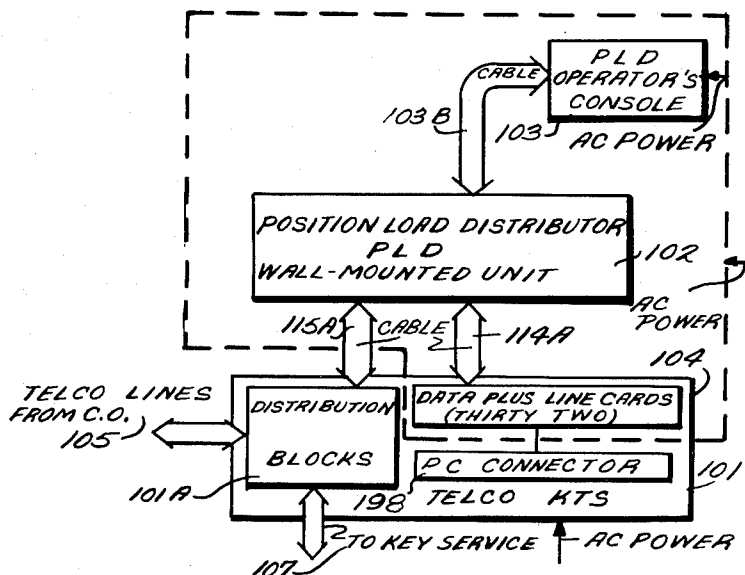 PLD
OPERATOR'S
CONSOLE
CABLE
103B
103
AC POWER
POSITION LOAD DISTRIBUTOR
PLD
WALL-MOUNTED UNIT
102
AC
POWER
115A
CABLE
114A
104
TELCO LINES
FROM C.O.
105
DISTRIBUTION
BLOCKS
101A
DATA PLUS LINE CARDS
(THIRTY TWO)
PC CONNECTOR
198
TELCO KTS
101
107
TO KEY SERVICE
AC POWER